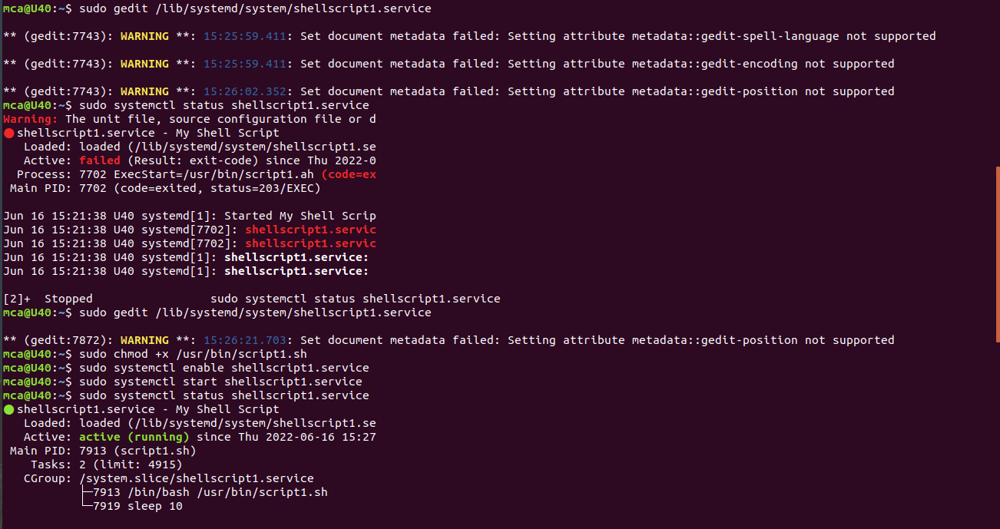 mca@U40:~$ sudo gedit /lib/systemd/system/shellscript1.service
** (gedit:7743): WARNING **: 15:25:59.411: Set document metadata failed: Setting attribute metadata::gedit-spell-language not supported
** (gedit:7743): WARNING **: 15:25:59.411: Set document metadata failed: Setting attribute metadata::gedit-encoding not supported
** (gedit:7743): WARNING **: 15:26:02.352: Set document metadata failed: Setting attribute metadata::gedit-position not supported
mca@U40:~$ sudo systemctl status shellscript1.service
Warning: The unit file, source configuration file or d
shellscript1.service - My Shell Script
Loaded: loaded (/lib/systemd/system/shellscript1.se
Active: failed (Result: exit-code) since Thu 2022-0
Process: 7702 ExecStart=/usr/bin/script1.ah (code=ex
Main PID: 7702 (code=exited, status=203/EXEC)
Jun 16 15:21:38 U40 systemd[1]: Started My Shell Scrip
Jun 16 15:21:38 U40 systemd[7702]: shellscript1.servic
Jun 16 15:21:38 U40 systemd[7702]: shellscript1.servic
Jun 16 15:21:38 U40 systemd[1]: shellscript1.service:
Jun 16 15:21:38 U40 systemd[1]: shellscript1.service:
[2]+  Stopped                 sudo systemctl status shellscript1.service
mca@U40:~$ sudo gedit /lib/systemd/system/shellscript1.service
** (gedit:7872): WARNING **: 15:26:21.703: Set document metadata failed: Setting attribute metadata::gedit-position not supported
mca@U40:~$ sudo chmod +x /usr/bin/script1.sh
mca@U40:~$ sudo systemctl enable shellscript1.service
mca@U40:~$ sudo systemctl start shellscript1.service
mca@U40:~$ sudo systemctl status shellscript1.service
shellscript1.service - My Shell Script
Loaded: loaded (/lib/systemd/system/shellscript1.se
Active: active (running) since Thu 2022-06-16 15:27
Main PID: 7913 (script1.sh)
Tasks: 2 (limit: 4915)
CGroup: /system.slice/shellscript1.service
├─7913 /bin/bash /usr/bin/script1.sh
└─7919 sleep 10